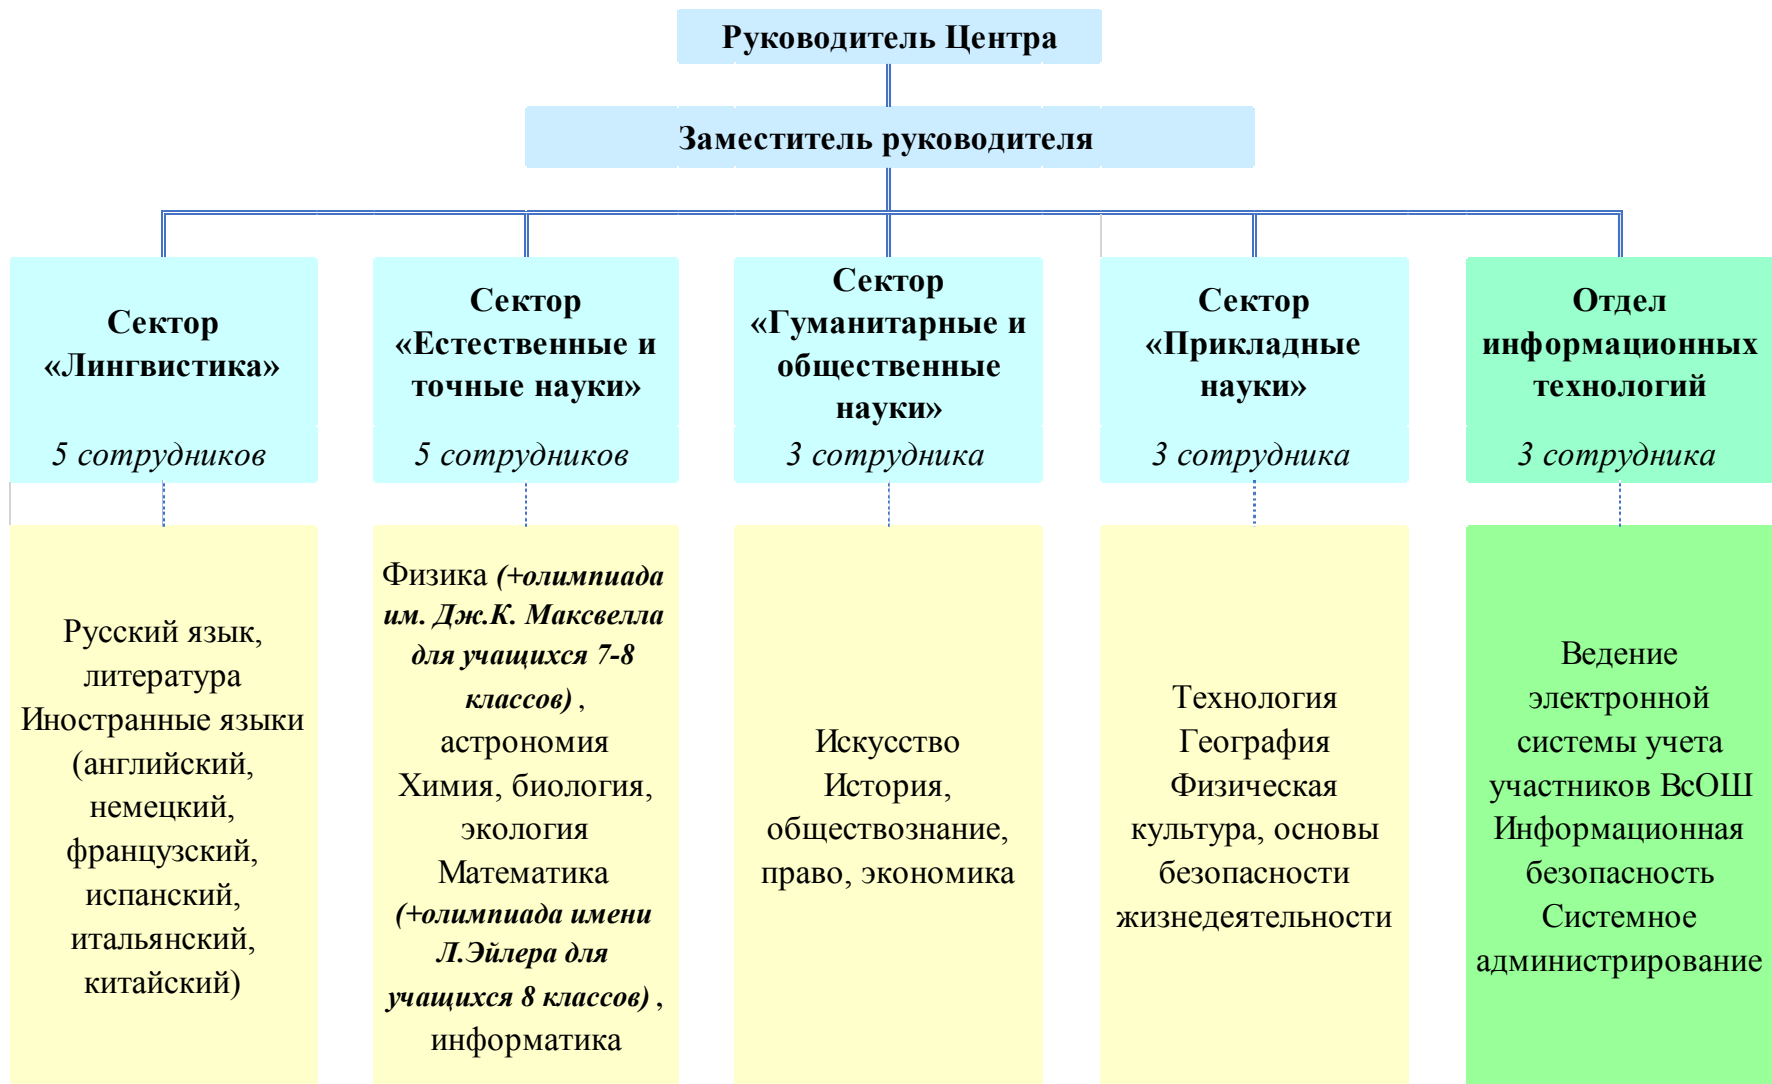 Руководитель Центра
Заместитель руководителя
Сектор
«Лингвистика»
5 сотрудников
Сектор
«Естественные и
точные науки»
5 сотрудников
Сектор
«Гуманитарные и
общественные
науки»
3 сотрудника
Сектор
«Прикладные
науки»
3 сотрудника
Отдел
информационных
технологий
3 сотрудника
Русский язык,
литература
Иностранные языки
(английский,
немецкий,
французский,
испанский,
итальянский,
китайский)
Физика (+олимпиада
им. Дж.К. Максвелла
для учащихся 7-8
классов) ,
астрономия
Химия, биология,
экология
Математика
(+олимпиада имени
Л.Эйлера для
учащихся 8 классов) ,
информатика
Искусство
История,
обществознание,
право, экономика
Технология
География
Физическая
культура, основы
безопасности
жизнедеятельности
Ведение
электронной
системы учета
участников ВсОШ
Информационная
безопасность
Системное
администрирование